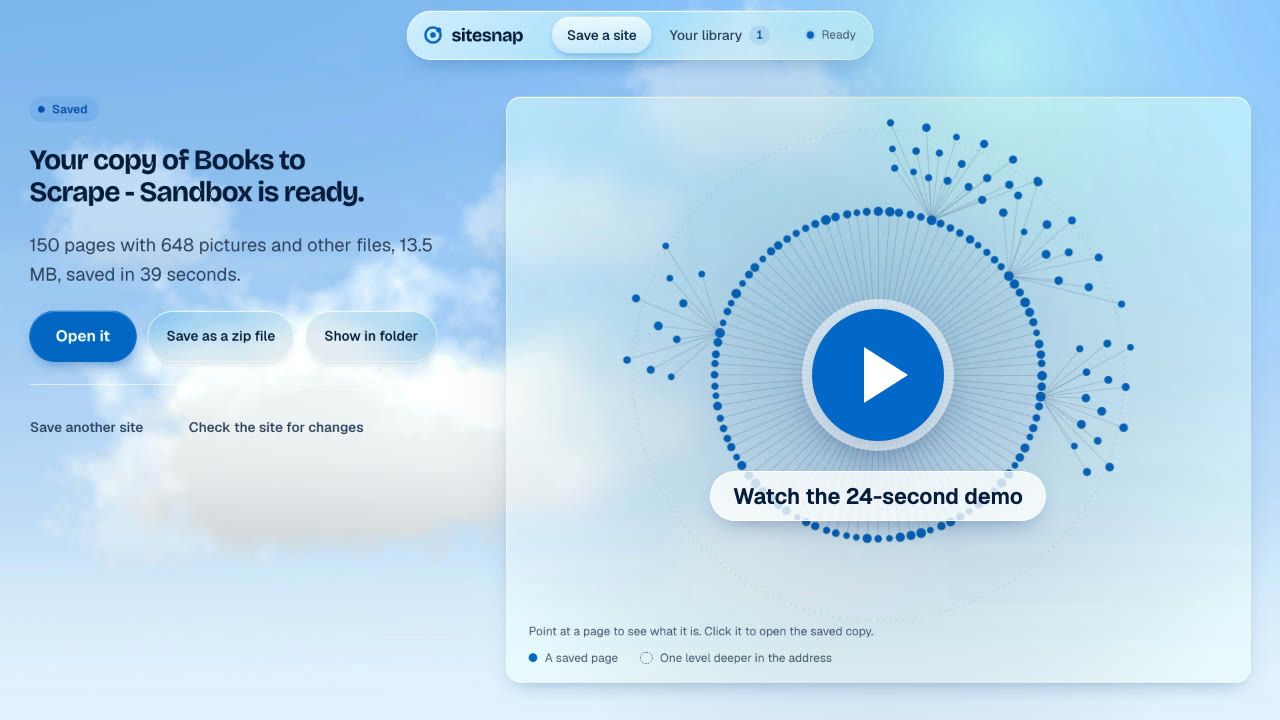 sitesnap
Save a site
Your library 1
Ready
Saved
Your copy of Books to
Scrape - Sandbox is ready.
150 pages with 648 pictures and other files, 13.5
MB, saved in 39 seconds.
Open it
Save as a zip file
Show in folder
Save another site
Check the site for changes
Watch the 24-second demo
Point at a page to see what it is. Click it to open the saved copy.
A saved page
One level deeper in the address